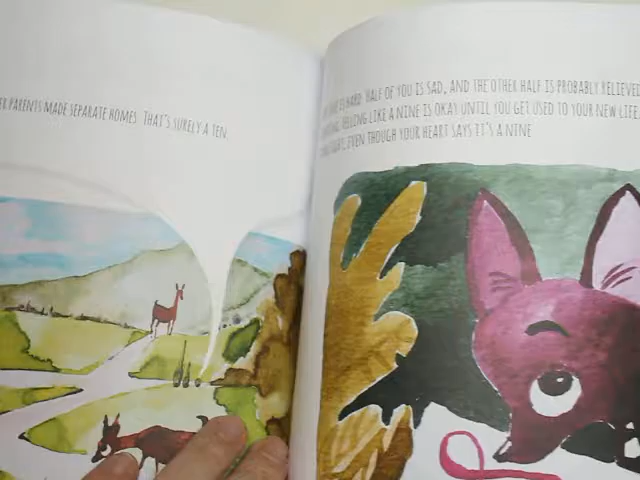 ER PARENTS MADE SEPARATE HOMES. THAT'S SURELY A TEN.
HARD. HALF OF YOU IS SAD, AND THE OTHER HALF IS PROBABLY RELIEVED
FEELING LIKE A NINE IS OKAY UNTIL YOU GET USED TO YOUR NEW LIFE.
EVEN THOUGH YOUR HEART SAYS IT'S A NINE